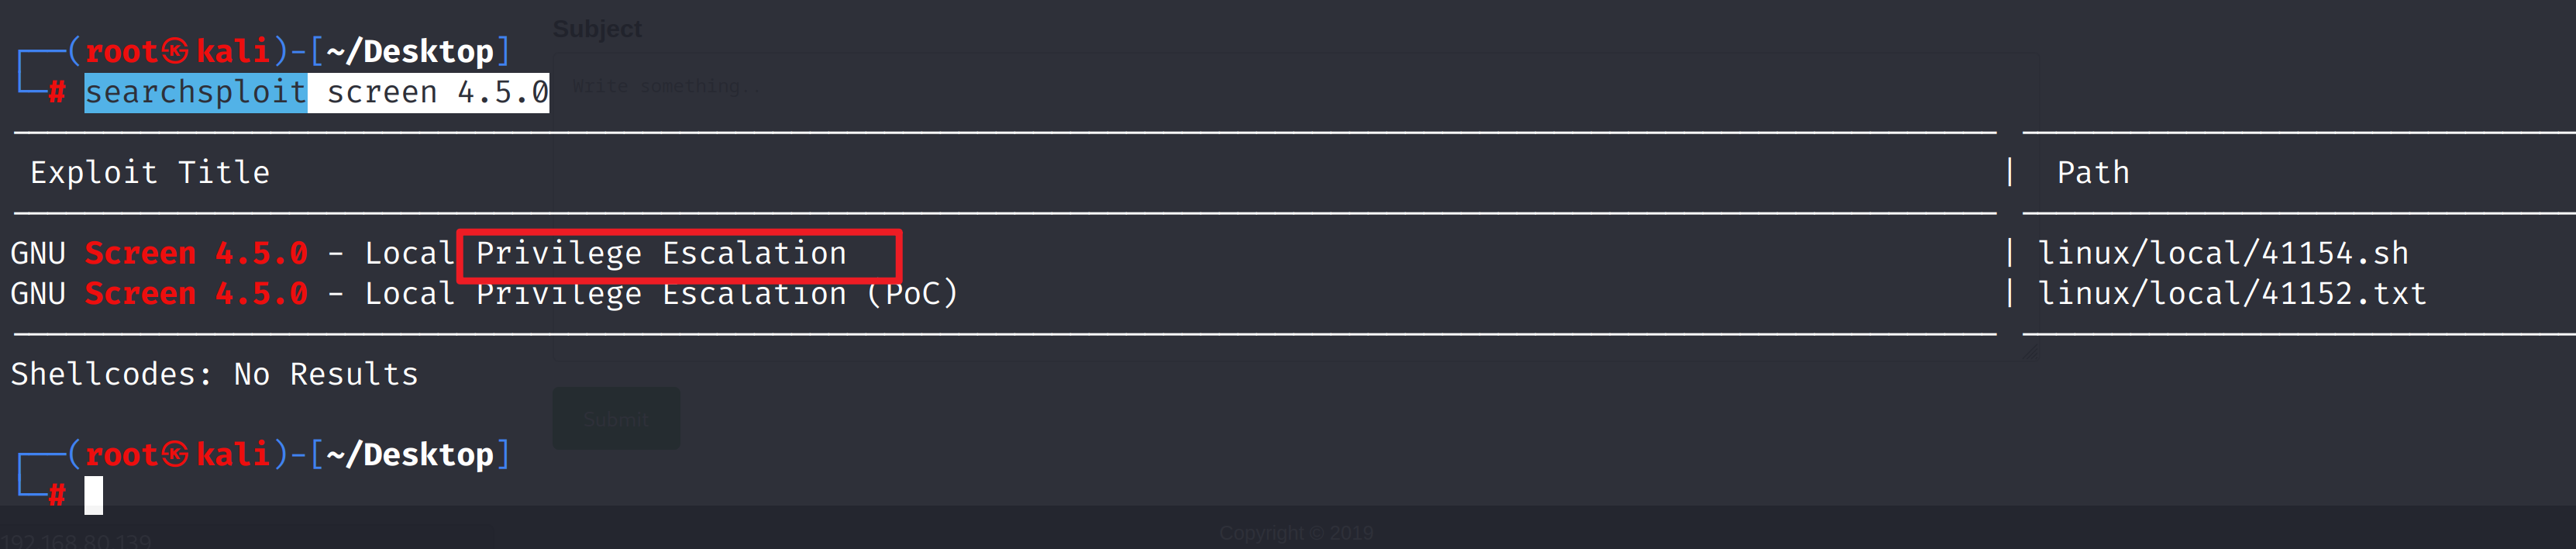 Subject
┌──(root㉿kali)-[~/Desktop]
└─# searchsploit screen 4.5.0
Write something
Exploit Title | Path
GNU Screen 4.5.0 - Local Privilege Escalation | linux/local/41154.sh
GNU Screen 4.5.0 - Local Privilege Escalation (PoC) | linux/local/41152.txt
Shellcodes: No Results
Submit
┌──(root㉿kali)-[~/Desktop]
└─#
Copyright © 2019
192.168.80.139